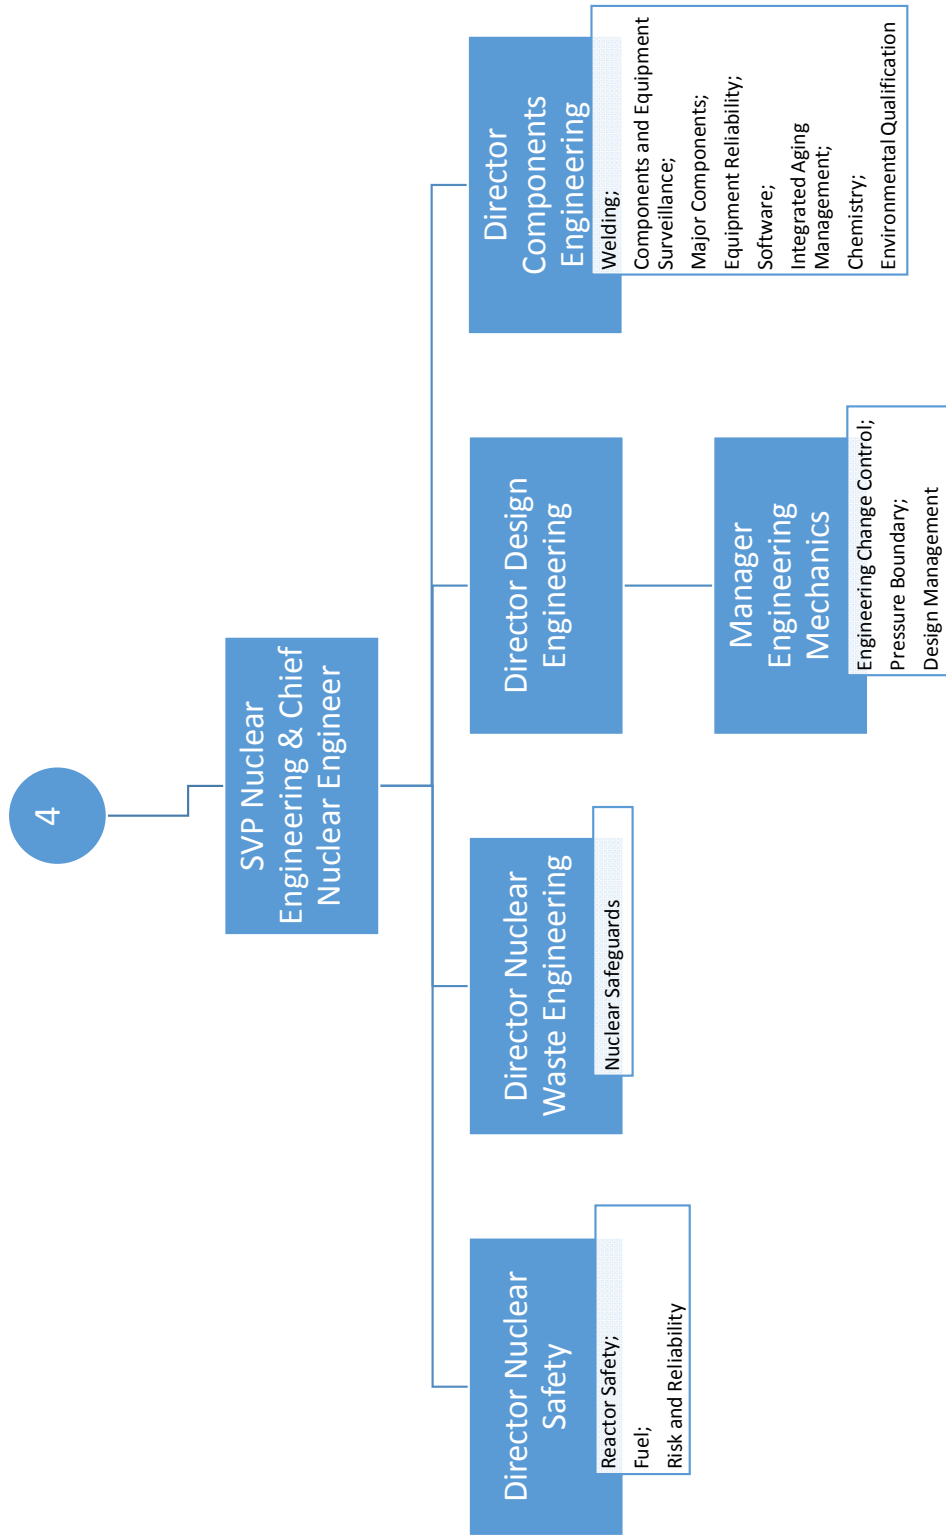 4
SVP Nuclear
Engineering & Chief
Nuclear Engineer
Director Nuclear
Safety
Reactor Safety;
Fuel;
Risk and Reliability
Director Nuclear
Waste Engineering
Nuclear Safeguards
Director Design
Engineering
Manager
Engineering
Mechanics
Engineering Change Control;
Pressure Boundary;
Design Management
Director
Components
Engineering
Welding;
Components and Equipment
Surveillance;
Major Components;
Equipment Reliability;
Software;
Integrated Aging
Management;
Chemistry;
Environmental Qualification